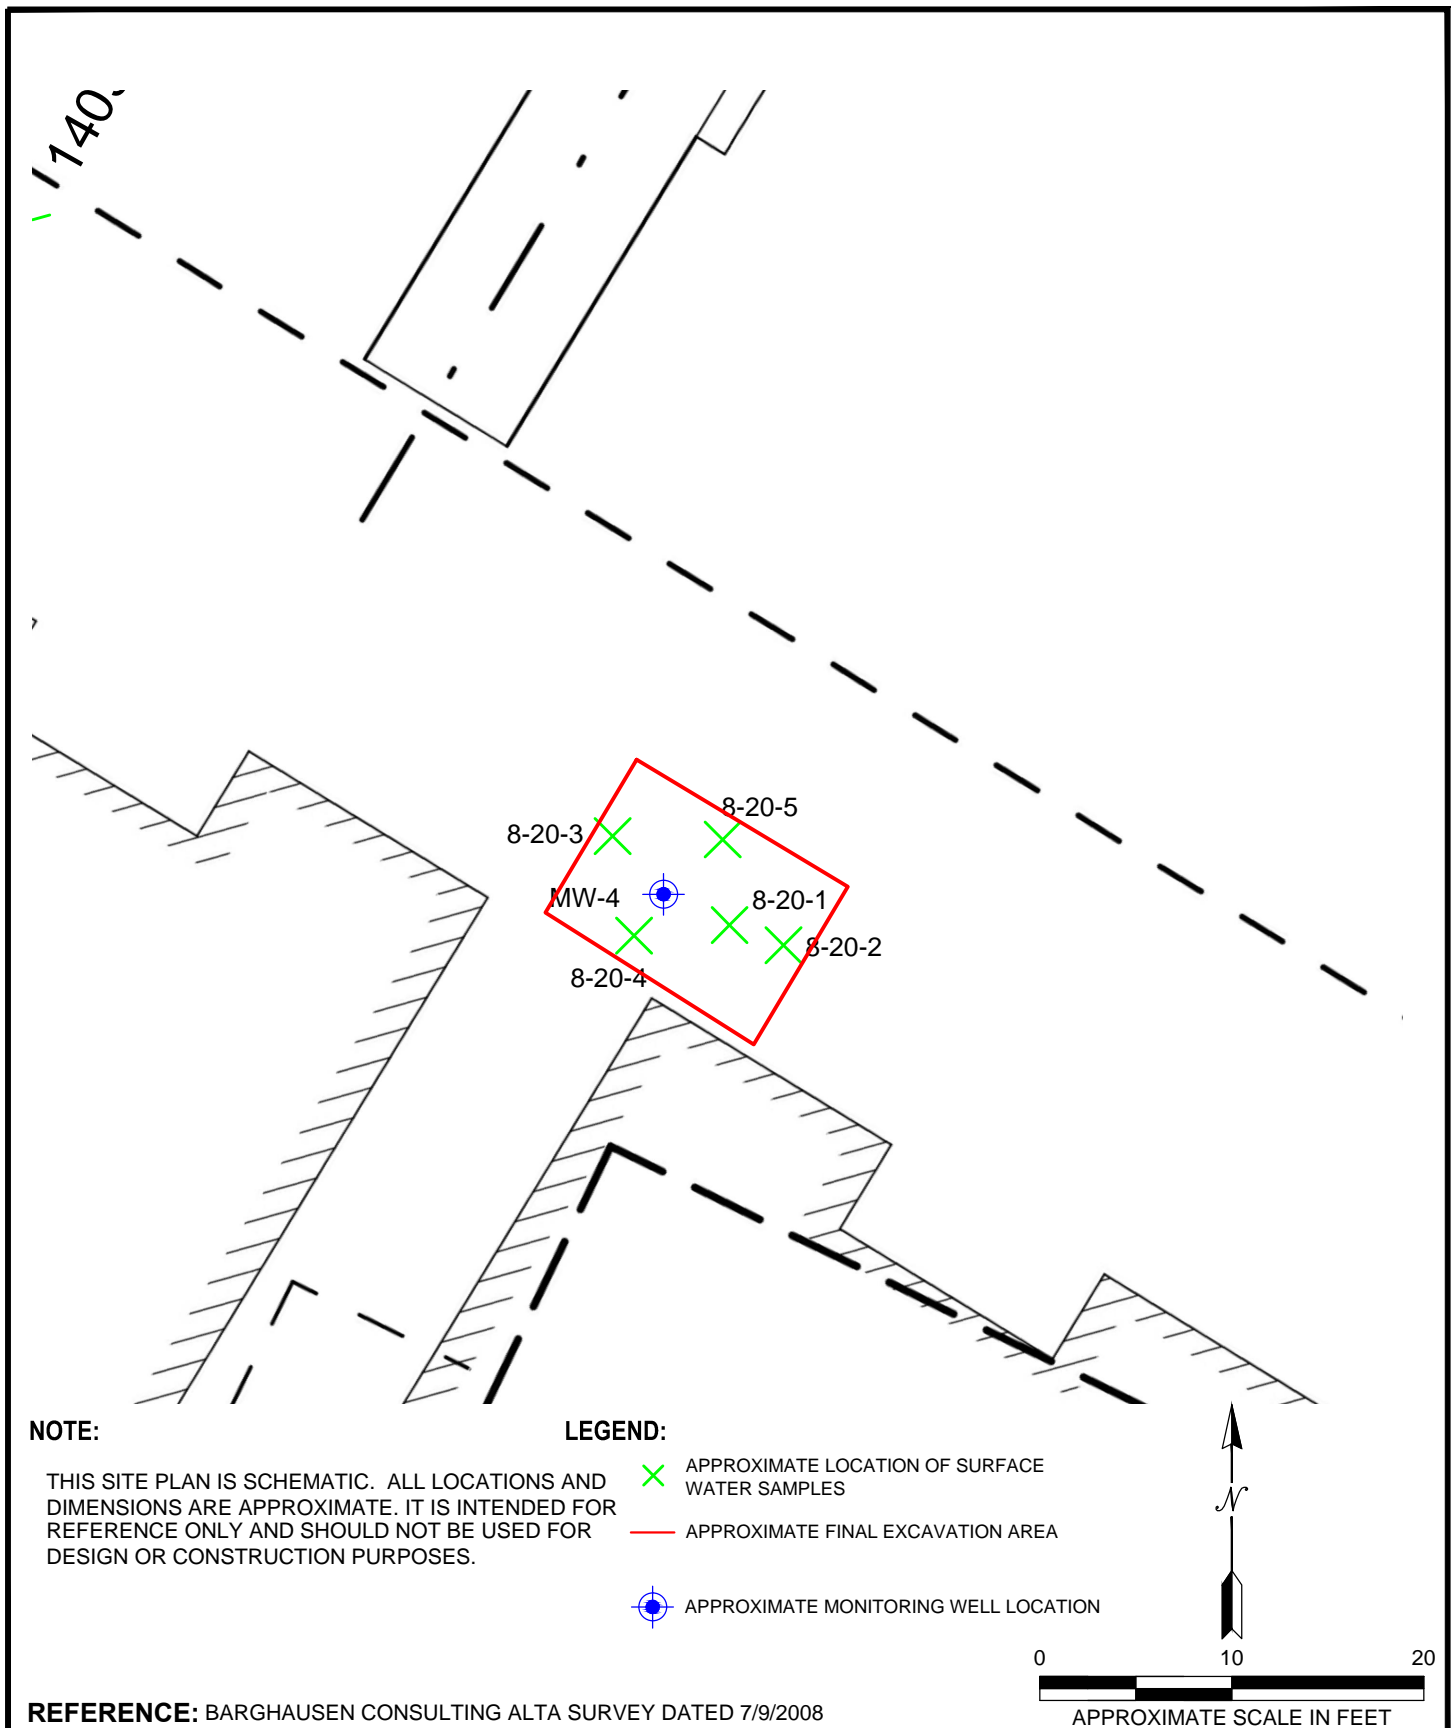 8-20-5
8-20-3
MW-4
8-20-1
8-20-2
8-20-4
NOTE:
THIS SITE PLAN IS SCHEMATIC. ALL LOCATIONS AND
DIMENSIONS ARE APPROXIMATE. IT IS INTENDED FOR
REFERENCE ONLY AND SHOULD NOT BE USED FOR
DESIGN OR CONSTRUCTION PURPOSES.
LEGEND:
APPROXIMATE LOCATION OF SURFACE
WATER SAMPLES
APPROXIMATE FINAL EXCAVATION AREA
APPROXIMATE MONITORING WELL LOCATION
N
0 10 20
APPROXIMATE SCALE IN FEET
REFERENCE: BARGHAUSEN CONSULTING ALTA SURVEY DATED 7/9/2008